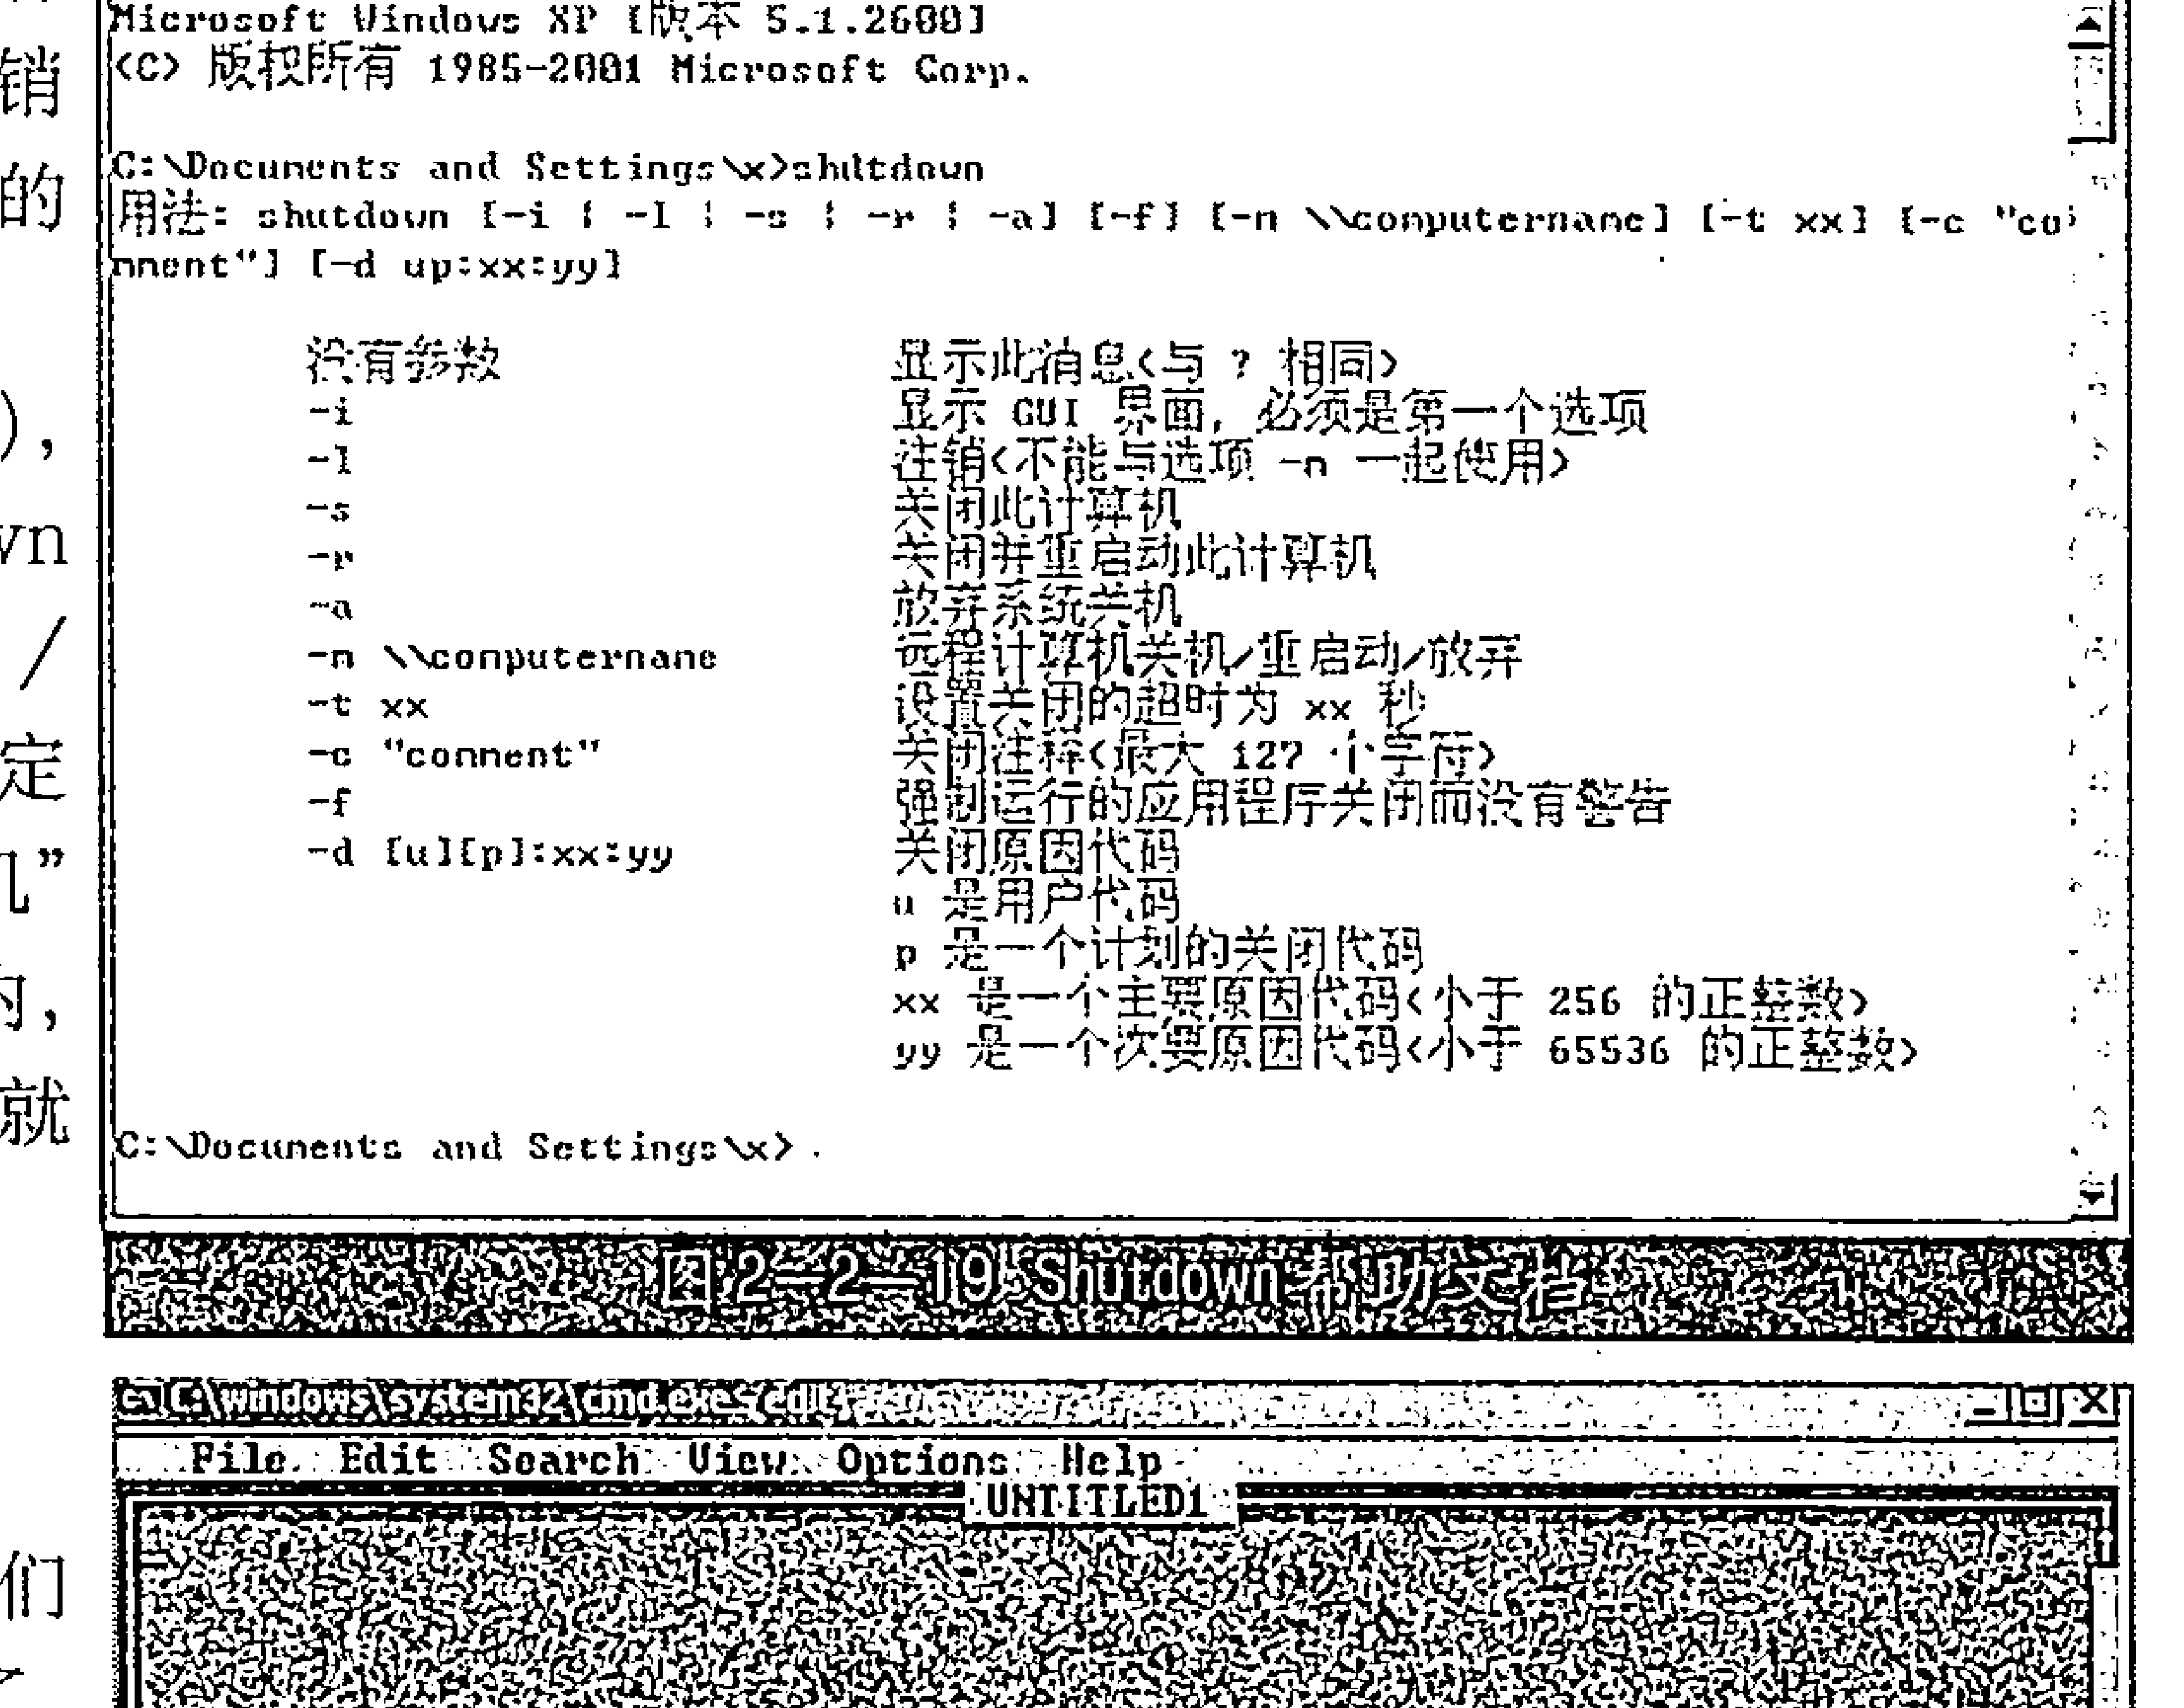 销
的
),
wn
/
定
机”
的,
就
们
Microsoft Windows XP [版本 5.1.2600]
(C) 版权所有 1985-2001 Microsoft Corp.
C:\Documents and Settings\x>shutdown
用法: shutdown [-i | -l | -s | -r | -a] [-f] [-m \\computername] [-t xx] [-c "co
mment"] [-d up:xx:yy]
没有参数 显示此消息(与 ? 相同)
-i 显示 GUI 界面, 必须是第一个选项
-l 注销(不能与选项 -m 一起使用)
-s 关闭此计算机
-r 关闭并重启动此计算机
-a 放弃系统关机
-m \\computername 远程计算机关机/重启动/放弃
-t xx 设置关闭的超时为 xx 秒
-c "comment" 关闭注释(最大 127 个字符)
-f 强制运行的应用程序关闭而没有警告
-d [u][p]:xx:yy 关闭原因代码
u 是用户代码
p 是一个计划的关闭代码
xx 是一个主要原因代码(小于 256 的正整数)
yy 是一个次要原因代码(小于 65536 的正整数)
C:\Documents and Settings\x>
图2-2-19 Shutdown帮助文档
C:\windows\system32\cmd.exe - edit
File Edit Search View Options Help
UNTITLED1